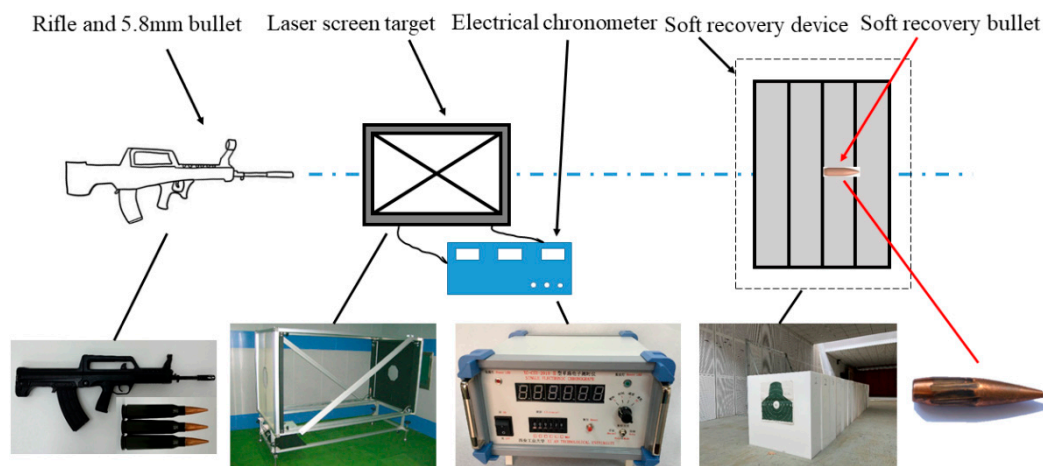 Rifle and 5.8mm bullet
Laser screen target
Electrical chronometer
Soft recovery device
Soft recovery bullet